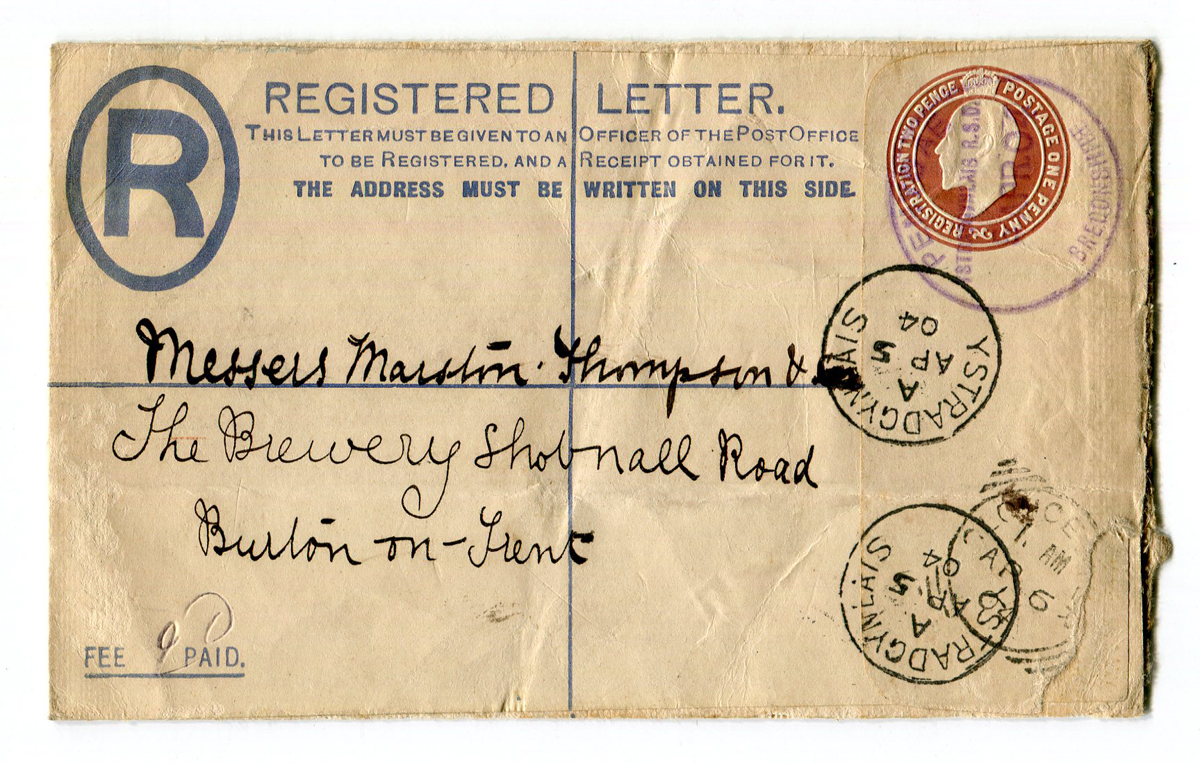 R
REGISTERED LETTER.
THIS LETTER MUST BE GIVEN TO AN OFFICER OF THE POST OFFICE
TO BE REGISTERED, AND A RECEIPT OBTAINED FOR IT.
THE ADDRESS MUST BE WRITTEN ON THIS SIDE.
REGISTRATION TWO PENCE POSTAGE ONE PENNY
R.S.O.
Messers Marston Thompson &
The Brewery Shobnall Road
Burton on-Trent
YSTRADGYNLAIS
A
AP 5
04
YSTRADGYNLAIS
A
AP 5
04
AM
6
FEE PAID.